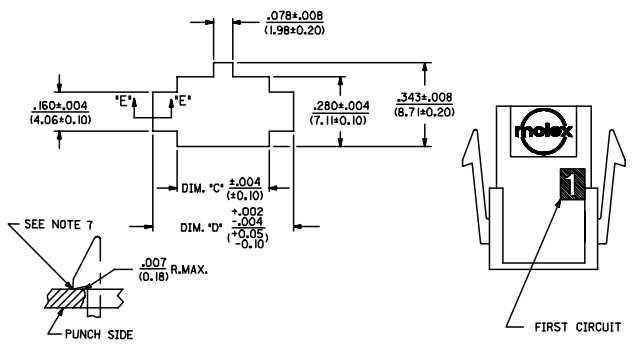 .078±.008
(1.98±0.20)
"E"
"E"
.160±.004
(4.06±0.10)
.280±.004
(7.11±0.10)
.343±.008
(8.71±0.20)
DIM. "C" ±.004
(±0.10)
DIM. "D" +.002
-.004
(+0.05
-0.10)
SEE NOTE 7
.007
(0.18) R.MAX.
PUNCH SIDE
molex
1
FIRST CIRCUIT